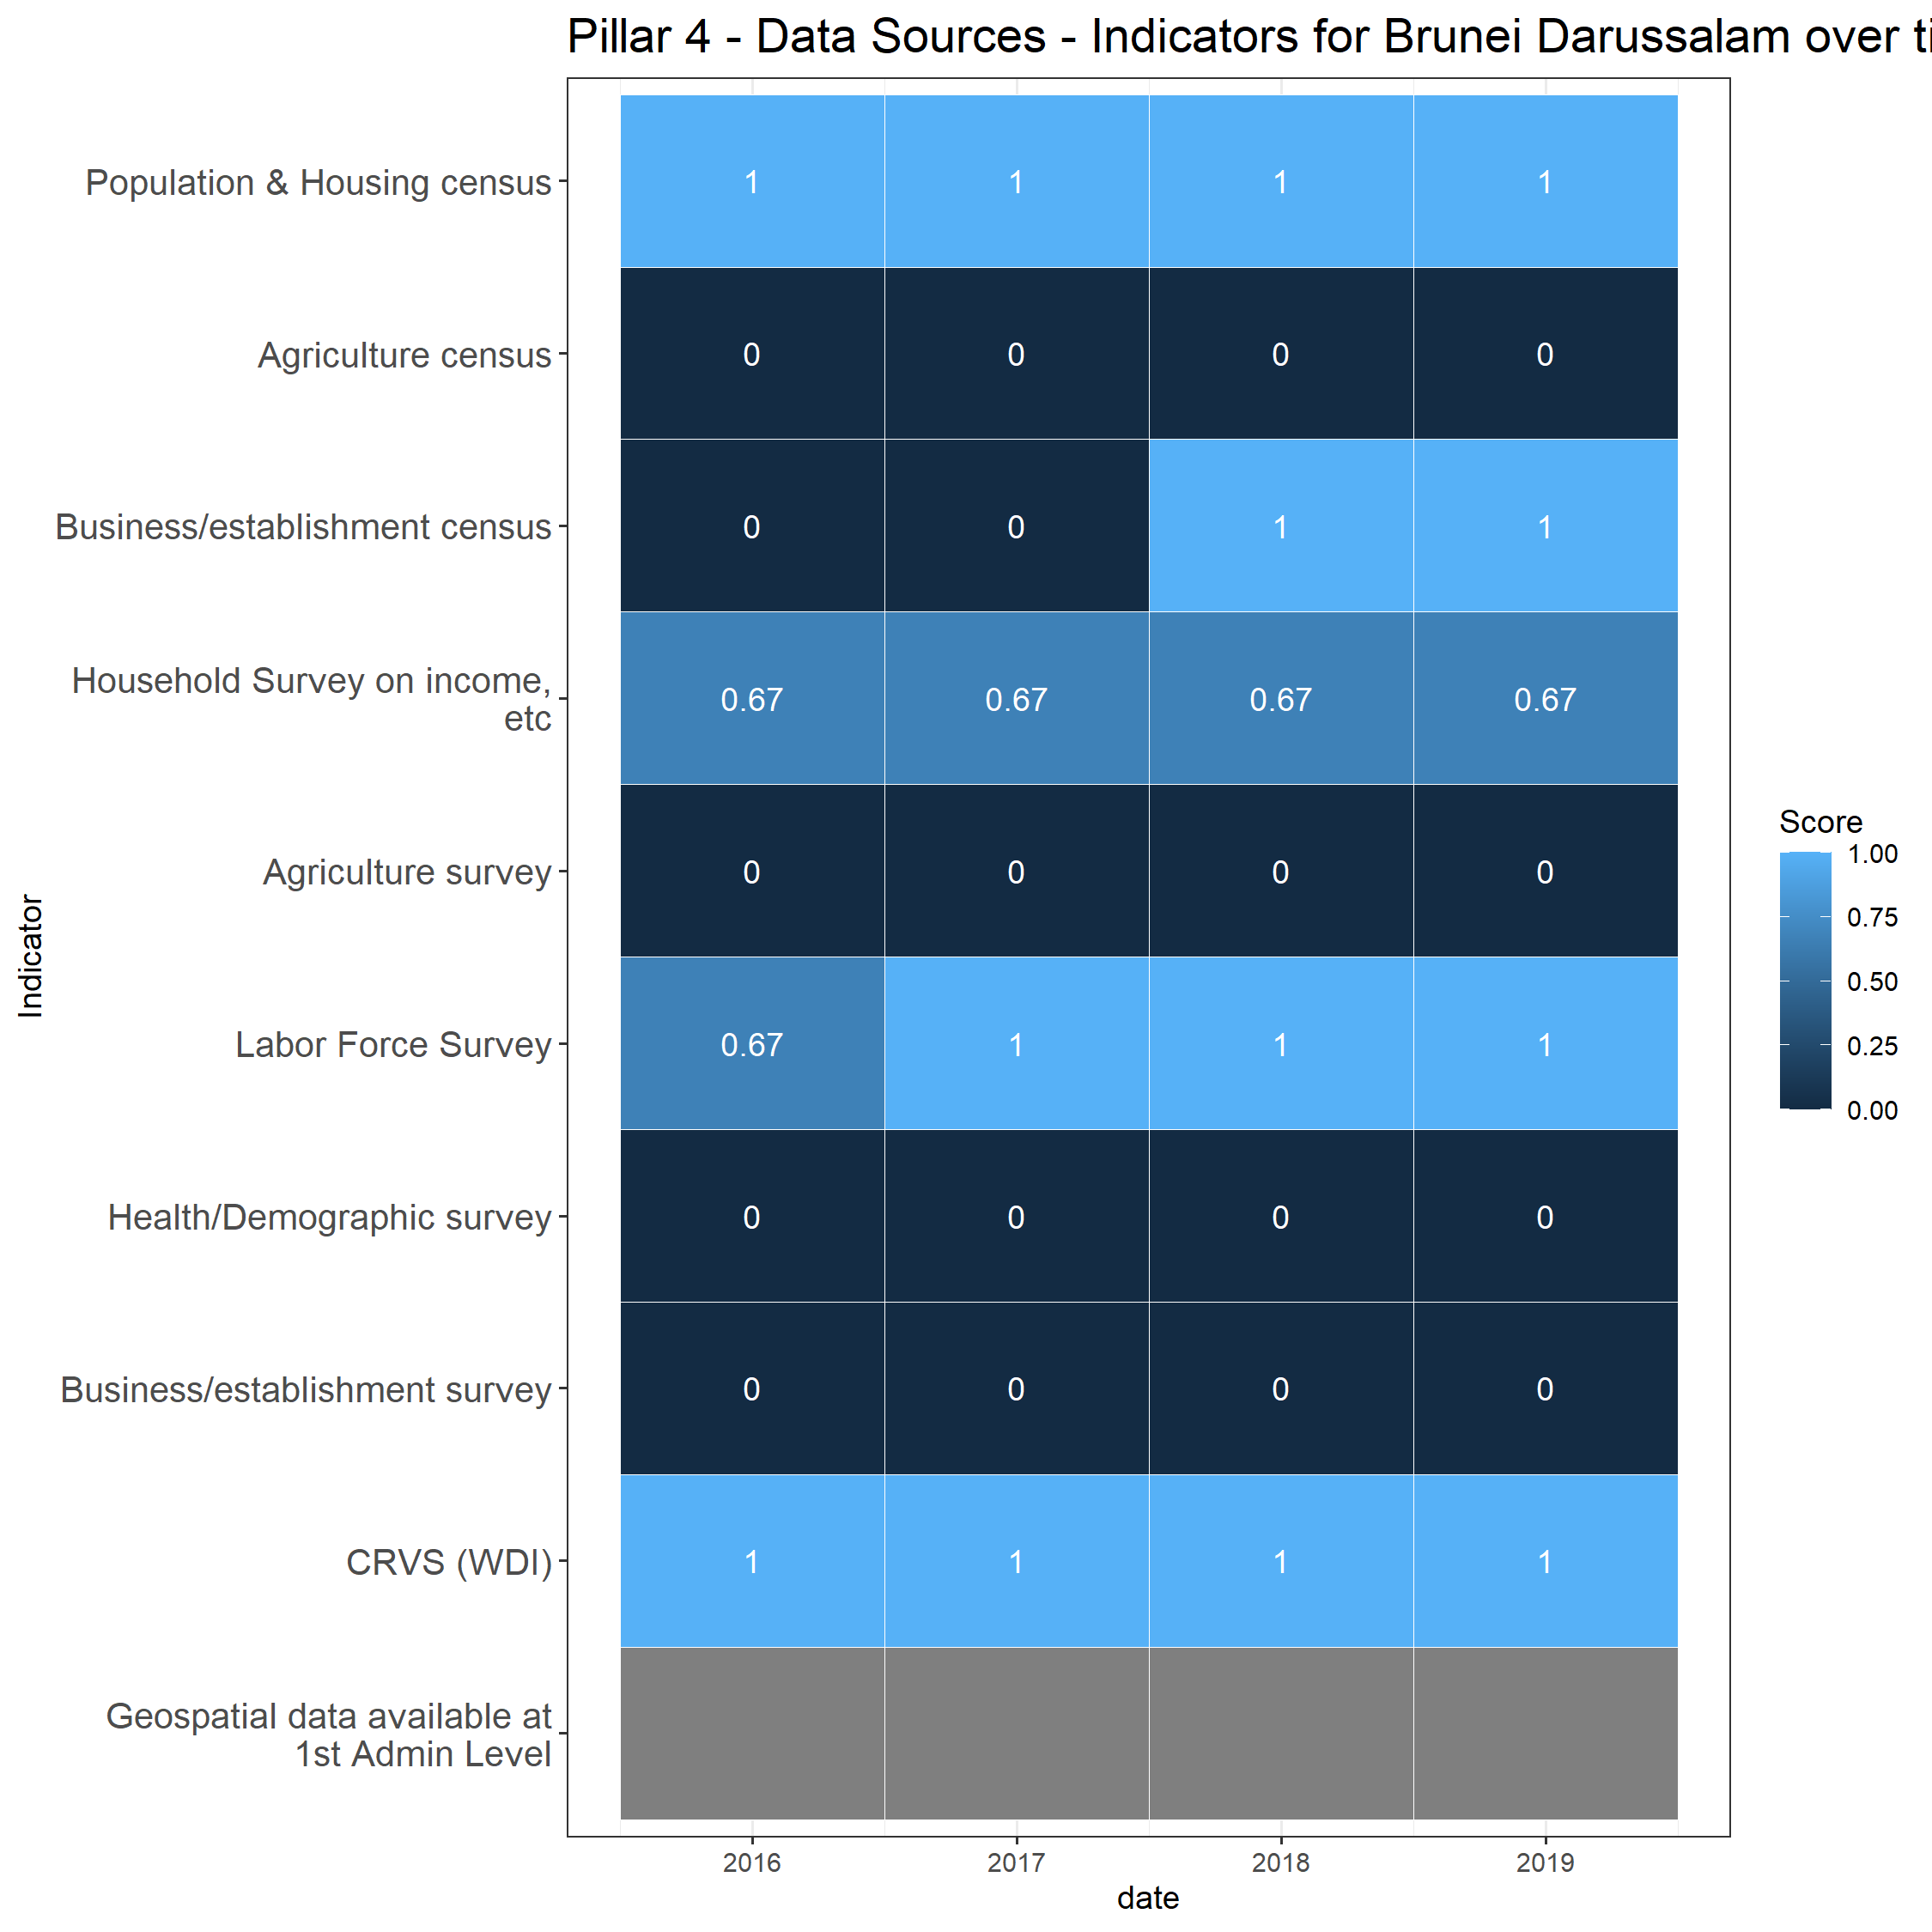 Pillar 4 - Data Sources - Indicators for Brunei Darussalam over ti
Population & Housing census 1 1 1 1
Agriculture census 0 0 0 0
Business/establishment census 0 0 1 1
Household Survey on income,
etc
0.67 0.67 0.67 0.67
Agriculture survey 0 0 0 0
Labor Force Survey 0.67 1 1 1
Health/Demographic survey 0 0 0 0
Business/establishment survey 0 0 0 0
CRVS (WDI) 1 1 1 1
Geospatial data available at
1st Admin Level
2016 2017 2018 2019
date
Indicator
Score
1.00
0.75
0.50
0.25
0.00